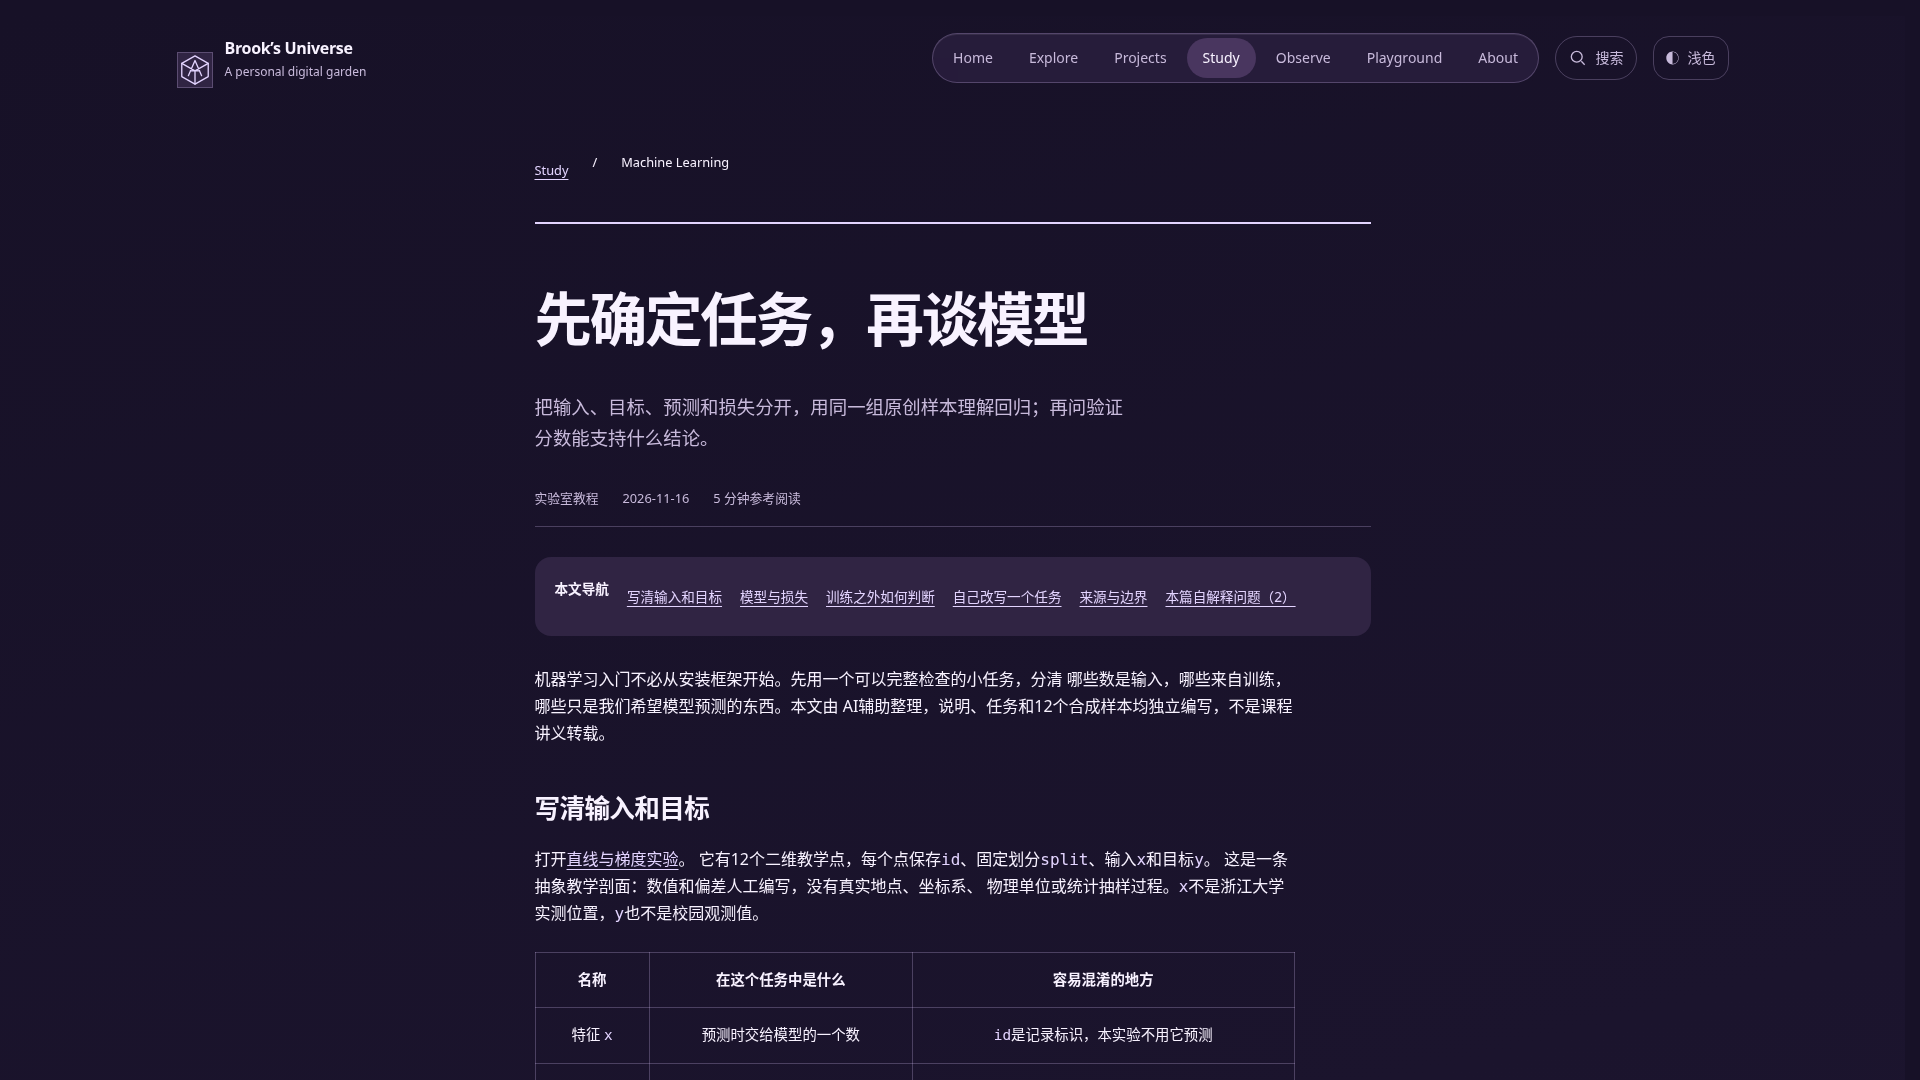 Brook’s Universe
A personal digital garden
Home Explore Projects Study Observe Playground About 搜索 浅色
Study / Machine Learning
先确定任务，再谈模型
把输入、目标、预测和损失分开，用同一组原创样本理解回归；再问验证
分数能支持什么结论。
实验室教程 2026-11-16 5 分钟参考阅读
本文导航 写清输入和目标 模型与损失 训练之外如何判断 自己改写一个任务 来源与边界 本篇自解释问题（2）
机器学习入门不必从安装框架开始。先用一个可以完整检查的小任务，分清 哪些数是输入，哪些来自训练，
哪些只是我们希望模型预测的东西。本文由 AI辅助整理，说明、任务和12个合成样本均独立编写，不是课程
讲义转载。
写清输入和目标
打开直线与梯度实验。 它有12个二维教学点，每个点保存id、固定划分split、输入x和目标y。 这是一条
抽象教学剖面：数值和偏差人工编写，没有真实地点、坐标系、 物理单位或统计抽样过程。x不是浙江大学
实测位置，y也不是校园观测值。
名称 在这个任务中是什么 容易混淆的地方
特征 x 预测时交给模型的一个数 id是记录标识，本实验不用它预测